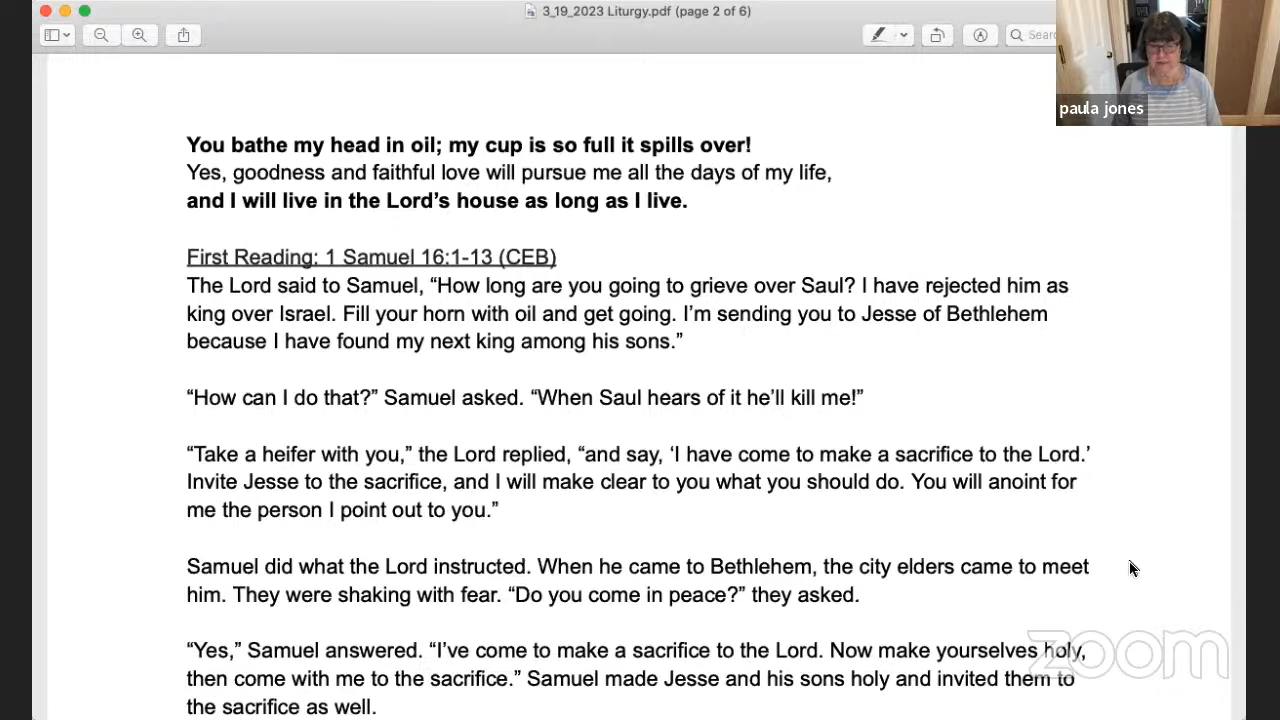 3_19_2023 Liturgy.pdf (page 2 of 6)
Sear
paula jones
You bathe my head in oil; my cup is so full it spills over!
Yes, goodness and faithful love will pursue me all the days of my life,
and I will live in the Lord’s house as long as I live.
First Reading: 1 Samuel 16:1-13 (CEB)
The Lord said to Samuel, “How long are you going to grieve over Saul? I have rejected him as
king over Israel. Fill your horn with oil and get going. I’m sending you to Jesse of Bethlehem
because I have found my next king among his sons.”
“How can I do that?” Samuel asked. “When Saul hears of it he’ll kill me!”
“Take a heifer with you,” the Lord replied, “and say, ‘I have come to make a sacrifice to the Lord.’
Invite Jesse to the sacrifice, and I will make clear to you what you should do. You will anoint for
me the person I point out to you.”
Samuel did what the Lord instructed. When he came to Bethlehem, the city elders came to meet
him. They were shaking with fear. “Do you come in peace?” they asked.
“Yes,” Samuel answered. “I’ve come to make a sacrifice to the Lord. Now make yourselves holy,
then come with me to the sacrifice.” Samuel made Jesse and his sons holy and invited them to
the sacrifice as well.
zoom